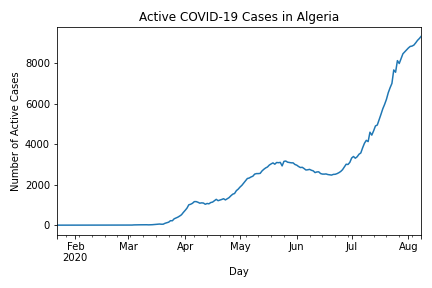 Active COVID-19 Cases in Algeria
Number of Active Cases
8000
6000
4000
2000
0
Feb Mar Apr May Jun Jul Aug
2020
Day